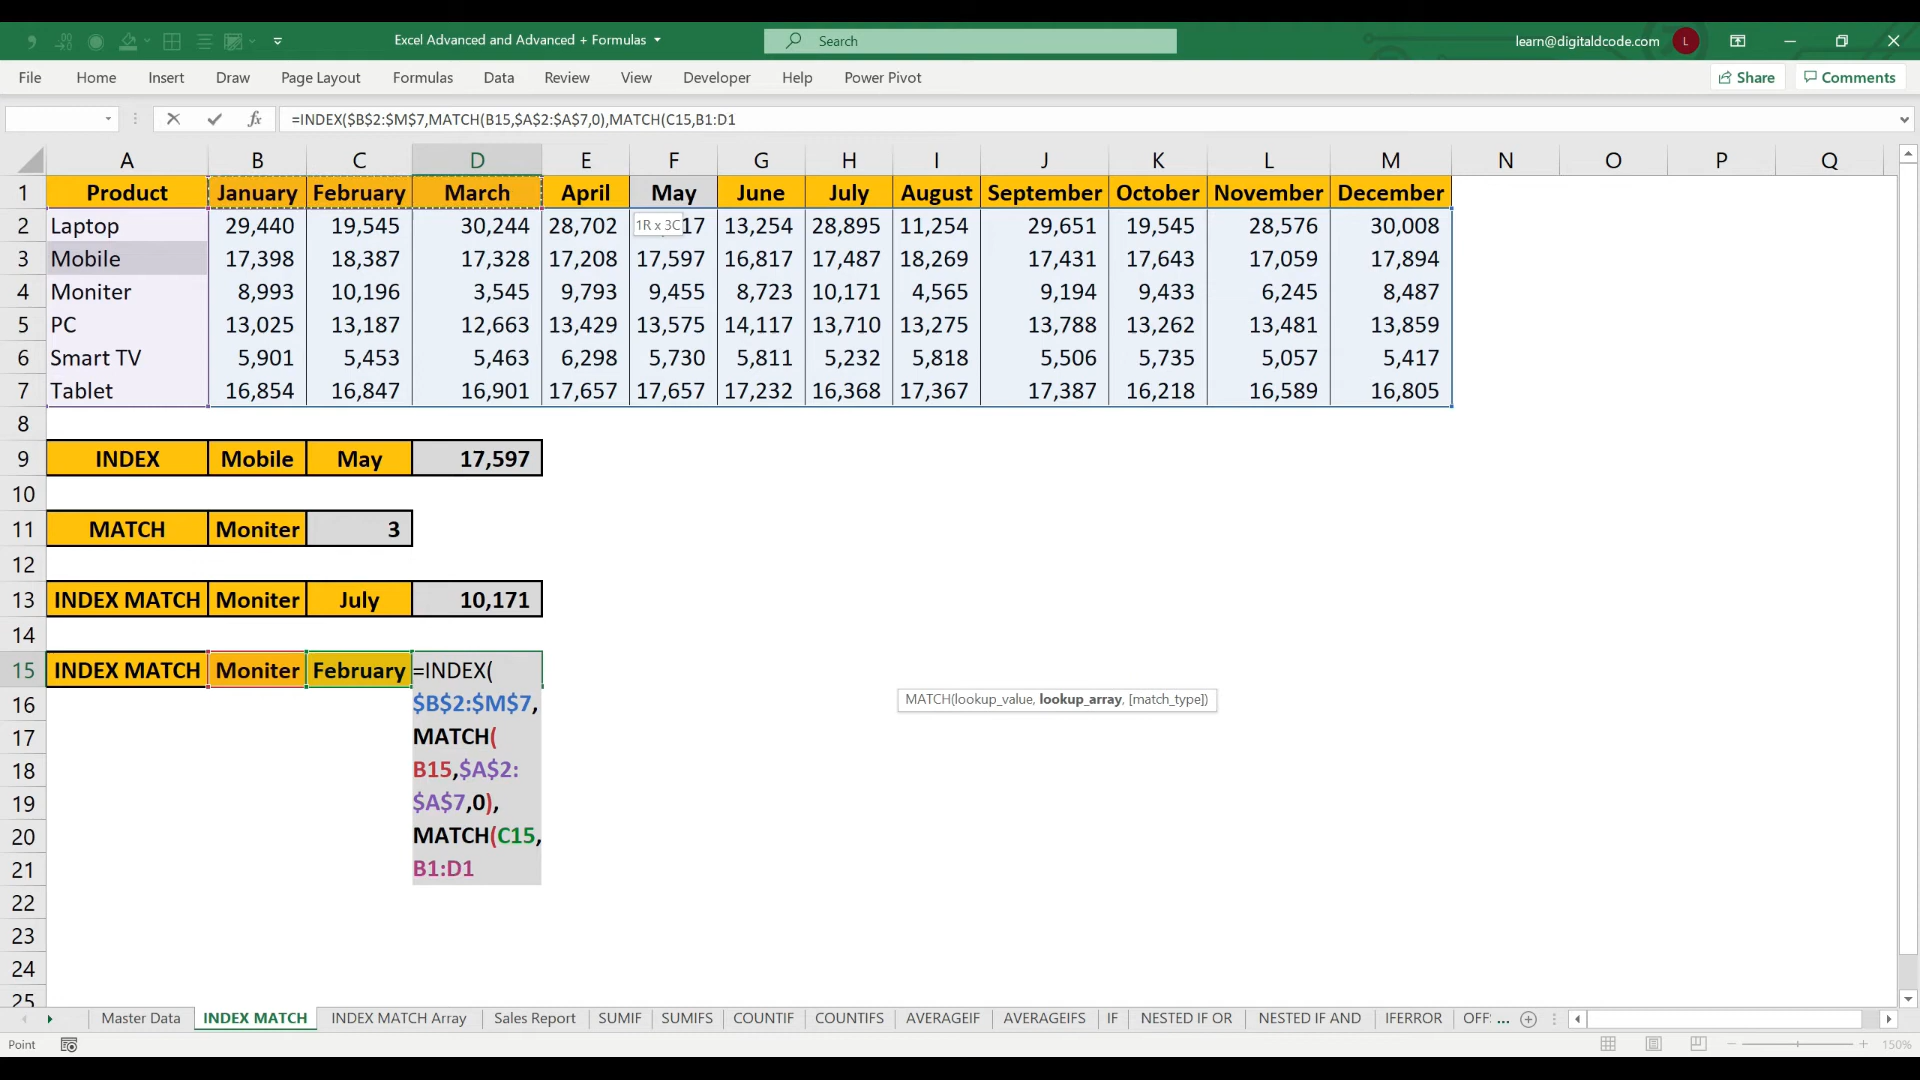 Excel Advanced and Advanced + Formulas
Search
learn@digitaldcode.com
L
File Home Insert Draw Page Layout Formulas Data Review View Developer Help Power Pivot
Share Comments
fx =INDEX($B$2:$M$7,MATCH(B15,$A$2:$A$7,0),MATCH(C15,B1:D1
A B C D E F G H I J K L M N O P Q
1 Product January February March April May June July August September October November December
2 Laptop 29,440 19,545 30,244 28,702 17 13,254 28,895 11,254 29,651 19,545 28,576 30,008
1R x 3C
3 Mobile 17,398 18,387 17,328 17,208 17,597 16,817 17,487 18,269 17,431 17,643 17,059 17,894
4 Moniter 8,993 10,196 3,545 9,793 9,455 8,723 10,171 4,565 9,194 9,433 6,245 8,487
5 PC 13,025 13,187 12,663 13,429 13,575 14,117 13,710 13,275 13,788 13,262 13,481 13,859
6 Smart TV 5,901 5,453 5,463 6,298 5,730 5,811 5,232 5,818 5,506 5,735 5,057 5,417
7 Tablet 16,854 16,847 16,901 17,657 17,657 17,232 16,368 17,367 17,387 16,218 16,589 16,805
8
9 INDEX Mobile May 17,597
10
11 MATCH Moniter 3
12
13 INDEX MATCH Moniter July 10,171
14
15 INDEX MATCH Moniter February =INDEX(
16 $B$2:$M$7,
MATCH(lookup_value, lookup_array, [match_type])
17 MATCH(
18 B15,$A$2:
19 $A$7,0),
20 MATCH(C15,
21 B1:D1
22
23
24
25
Master Data INDEX MATCH INDEX MATCH Array Sales Report SUMIF SUMIFS COUNTIF COUNTIFS AVERAGEIF AVERAGEIFS IF NESTED IF OR NESTED IF AND IFERROR OFF: ...
Point
150%